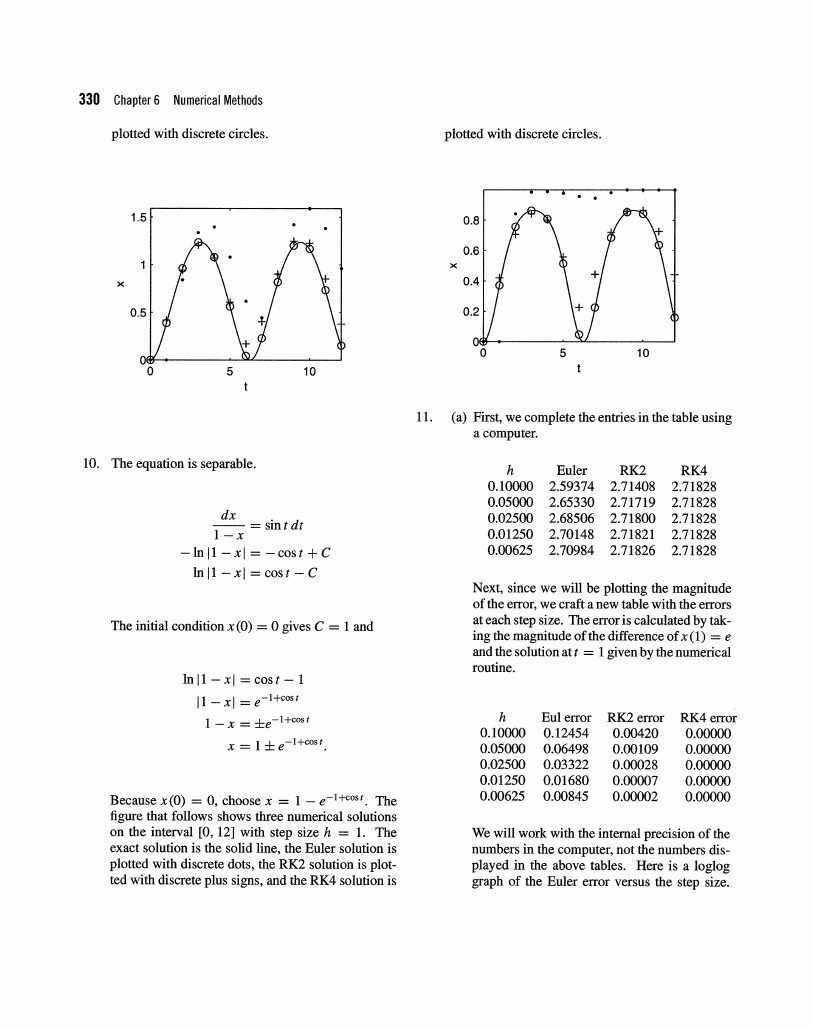 330 Chapter 6 Numerical Methods
plotted with discrete circles.
1.5
1
x
0.5
0
0 5 10
t
10. The equation is separable.
dx/(1 − x) = sin t dt
− ln |1 − x| = − cos t + C
ln |1 − x| = cos t − C
The initial condition x(0) = 0 gives C = 1 and
ln |1 − x| = cos t − 1
|1 − x| = e^{−1+cos t}
1 − x = ±e^{−1+cos t}
x = 1 ± e^{−1+cos t}.
Because x(0) = 0, choose x = 1 − e^{−1+cos t}. The
figure that follows shows three numerical solutions
on the interval [0, 12] with step size h = 1. The
exact solution is the solid line, the Euler solution is
plotted with discrete dots, the RK2 solution is plot-
ted with discrete plus signs, and the RK4 solution is
plotted with discrete circles.
0.8
0.6
x
0.4
0.2
0
0 5 10
t
11. (a) First, we complete the entries in the table using
a computer.
h Euler RK2 RK4
0.10000 2.59374 2.71408 2.71828
0.05000 2.65330 2.71719 2.71828
0.02500 2.68506 2.71800 2.71828
0.01250 2.70148 2.71821 2.71828
0.00625 2.70984 2.71826 2.71828
Next, since we will be plotting the magnitude
of the error, we craft a new table with the errors
at each step size. The error is calculated by tak-
ing the magnitude of the difference of x(1) = e
and the solution at t = 1 given by the numerical
routine.
h Eul error RK2 error RK4 error
0.10000 0.12454 0.00420 0.00000
0.05000 0.06498 0.00109 0.00000
0.02500 0.03322 0.00028 0.00000
0.01250 0.01680 0.00007 0.00000
0.00625 0.00845 0.00002 0.00000
We will work with the internal precision of the
numbers in the computer, not the numbers dis-
played in the above tables. Here is a loglog
graph of the Euler error versus the step size.